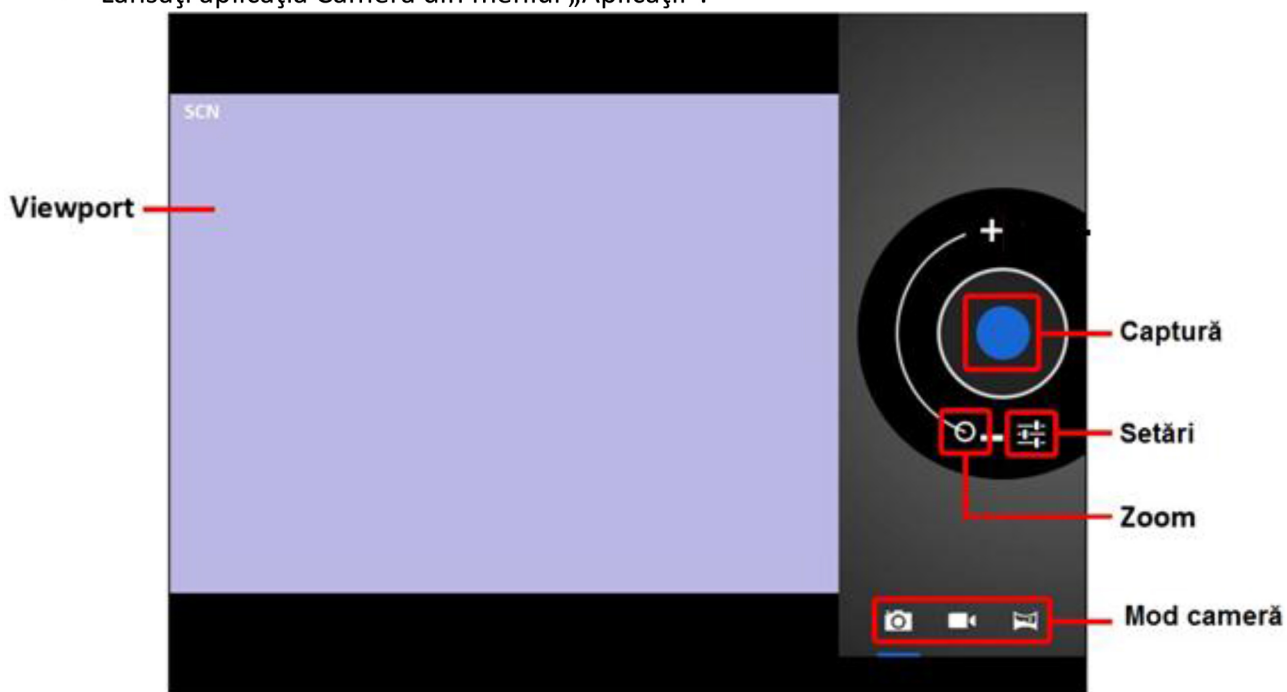 Lansaţi aplicaţia Cameră din meniul „Aplicaţii”.
SCN
Viewport
Captură
Setări
Zoom
Mod cameră